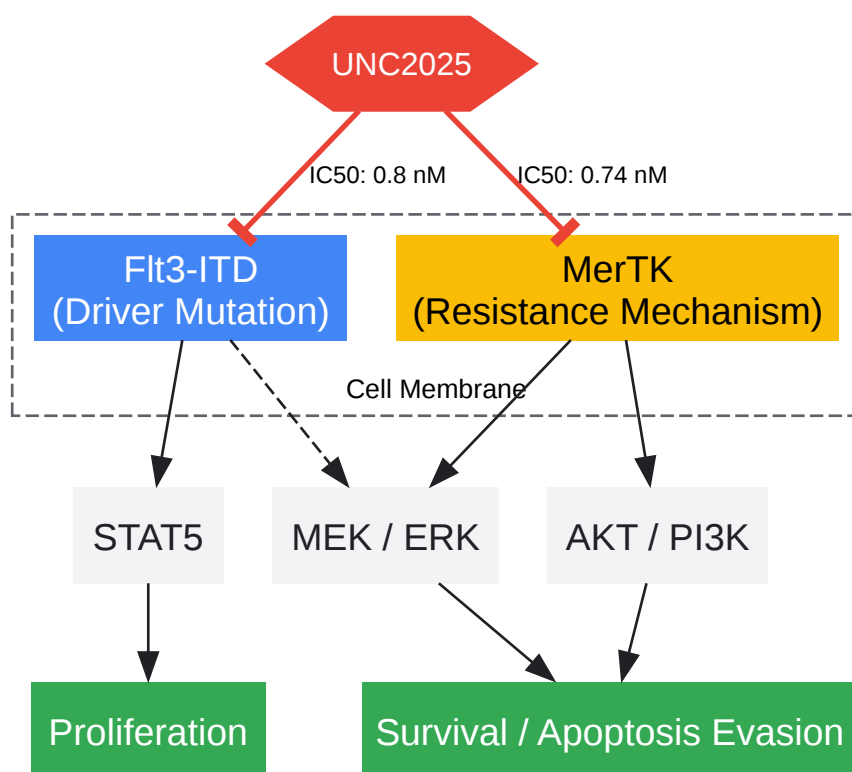 UNC2025
IC50: 0.8 nM
IC50: 0.74 nM
Flt3-ITD
(Driver Mutation)
MerTK
(Resistance Mechanism)
Cell Membrane
STAT5
MEK / ERK
AKT / PI3K
Proliferation
Survival / Apoptosis Evasion